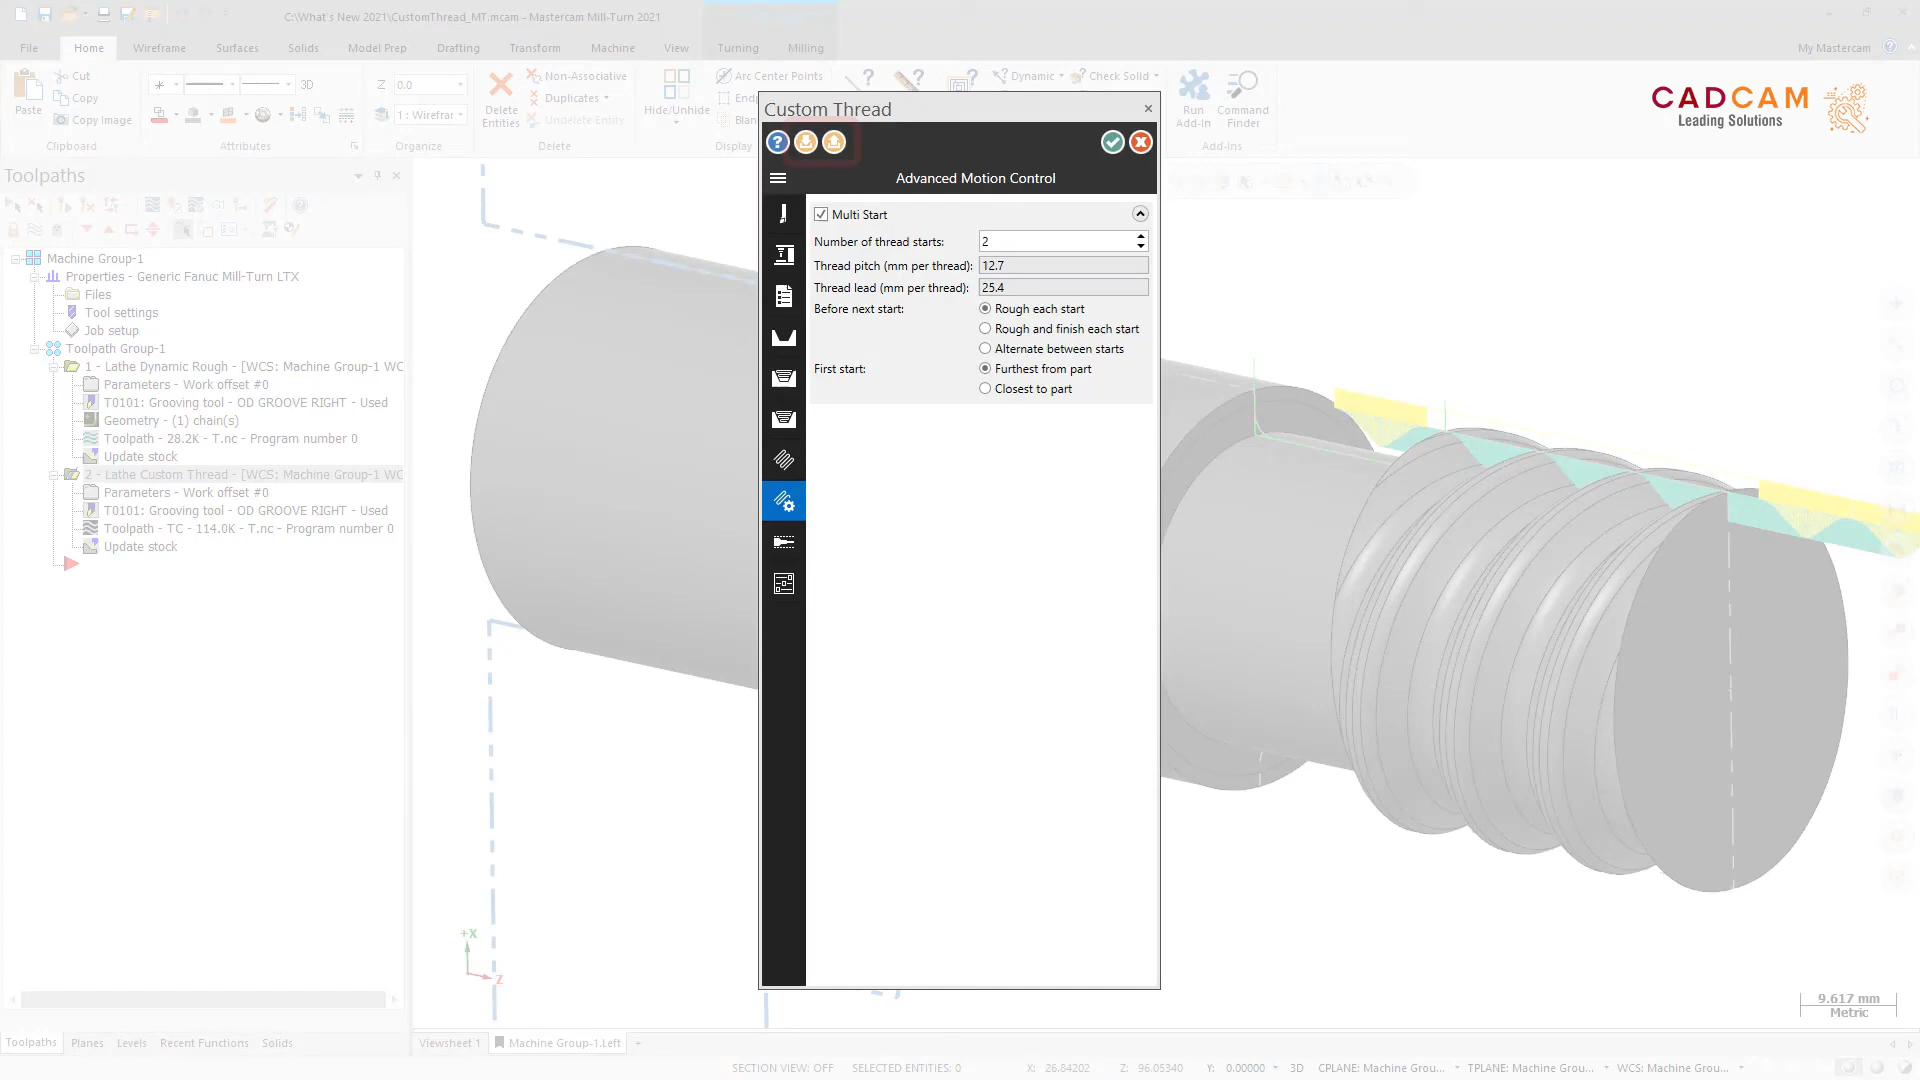 C:\What's New 2021\CustomThread_MT.mcam - Mastercam Mill-Turn 2021
File Home Wireframe Surfaces Solids Model Prep Drafting Transform Machine View Turning Milling My Mastercam
Paste
Cut
Copy
Copy Image
Clipboard
3D
Attributes
Z 0.0
1 : Wirefrar
Organize
Delete Entities
Non-Associative
Duplicates
Undelete Entity
Delete
Hide/Unhide
Display
Arc Center Points
Dynamic
Check Solid
Run Add-In
Command Finder
Add-Ins
CADCAM
Leading Solutions
Toolpaths
Machine Group-1
Properties - Generic Fanuc Mill-Turn LTX
Files
Tool settings
Job setup
Toolpath Group-1
1 - Lathe Dynamic Rough - [WCS: Machine Group-1 WC
Parameters - Work offset #0
T0101: Grooving tool - OD GROOVE RIGHT - Used
Geometry - (1) chain(s)
Toolpath - 28.2K - T.nc - Program number 0
Update stock
2 - Lathe Custom Thread - [WCS: Machine Group-1 WC
Parameters - Work offset #0
T0101: Grooving tool - OD GROOVE RIGHT - Used
Toolpath - TC - 114.0K - T.nc - Program number 0
Update stock
Custom Thread
Advanced Motion Control
Multi Start
Number of thread starts: 2
Thread pitch (mm per thread): 12.7
Thread lead (mm per thread): 25.4
Before next start: Rough each start
Rough and finish each start
Alternate between starts
First start: Furthest from part
Closest to part
+X
Z
9.617 mm
Metric
Toolpaths Planes Levels Recent Functions Solids
Viewsheet 1 Machine Group-1.Left +
SECTION VIEW: OFF SELECTED ENTITIES: 0 X: 26.84202 Z: 96.05340 Y: 0.00000 3D CPLANE: Machine Grou... TPLANE: Machine Grou... WCS: Machine Grou...